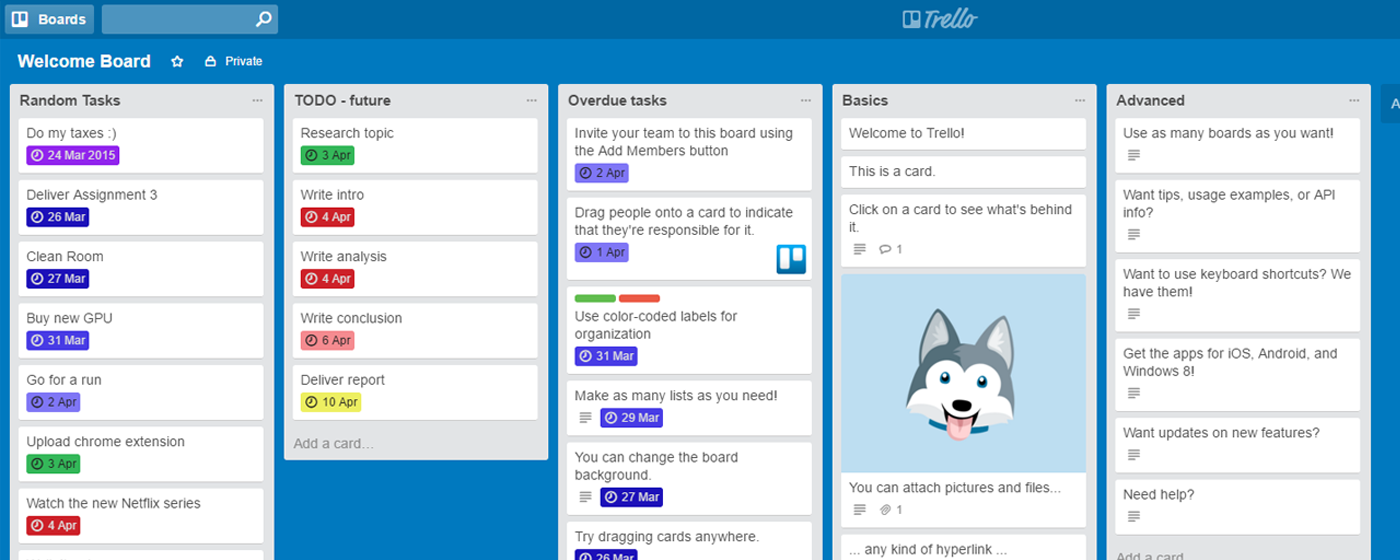 Boards
Trello
Welcome Board
Private
Random Tasks
Do my taxes :)
24 Mar 2015
Deliver Assignment 3
26 Mar
Clean Room
27 Mar
Buy new GPU
31 Mar
Go for a run
2 Apr
Upload chrome extension
3 Apr
Watch the new Netflix series
4 Apr
TODO - future
Research topic
3 Apr
Write intro
4 Apr
Write analysis
4 Apr
Write conclusion
6 Apr
Deliver report
10 Apr
Add a card...
Overdue tasks
Invite your team to this board using
the Add Members button
2 Apr
Drag people onto a card to indicate
that they're responsible for it.
1 Apr
Use color-coded labels for
organization
31 Mar
Make as many lists as you need!
29 Mar
You can change the board
background.
27 Mar
Try dragging cards anywhere.
26 Mar
Basics
Welcome to Trello!
This is a card.
Click on a card to see what's behind
it.
1
You can attach pictures and files...
1
... any kind of hyperlink ...
Advanced
Use as many boards as you want!
Want tips, usage examples, or API
info?
Want to use keyboard shortcuts? We
have them!
Get the apps for iOS, Android, and
Windows 8!
Want updates on new features?
Need help?
Add a card